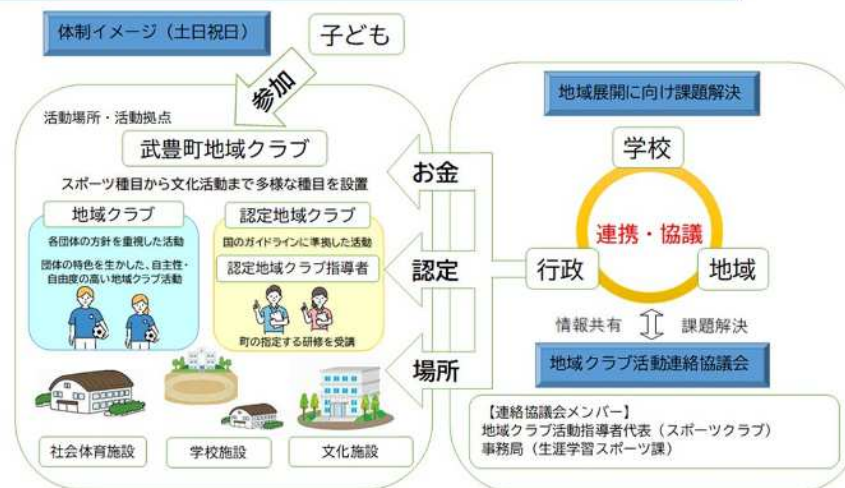 体制イメージ（土日祝日）
子ども
参加
活動場所・活動拠点
武豊町地域クラブ
スポーツ種目から文化活動まで多様な種目を設置
地域クラブ
各団体の方針を重視した活動
団体の特色を生かした、自主性・
自由度の高い地域クラブ活動
認定地域クラブ
国のガイドラインに準拠した活動
認定地域クラブ指導者
町の指定する研修を受講
社会体育施設
学校施設
文化施設
お金
認定
場所
地域展開に向け課題解決
学校
連携・協議
行政
地域
情報共有
課題解決
地域クラブ活動連絡協議会
【連絡協議会メンバー】
地域クラブ活動指導者代表（スポーツクラブ）
事務局（生涯学習スポーツ課）